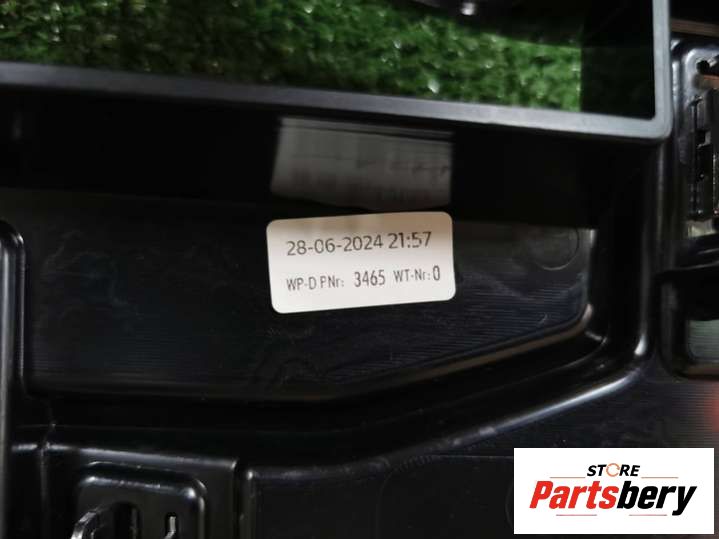 28-06-2024 21:57
WP-D PNr: 3465 WT-Nr: 0
STORE
Partsbery